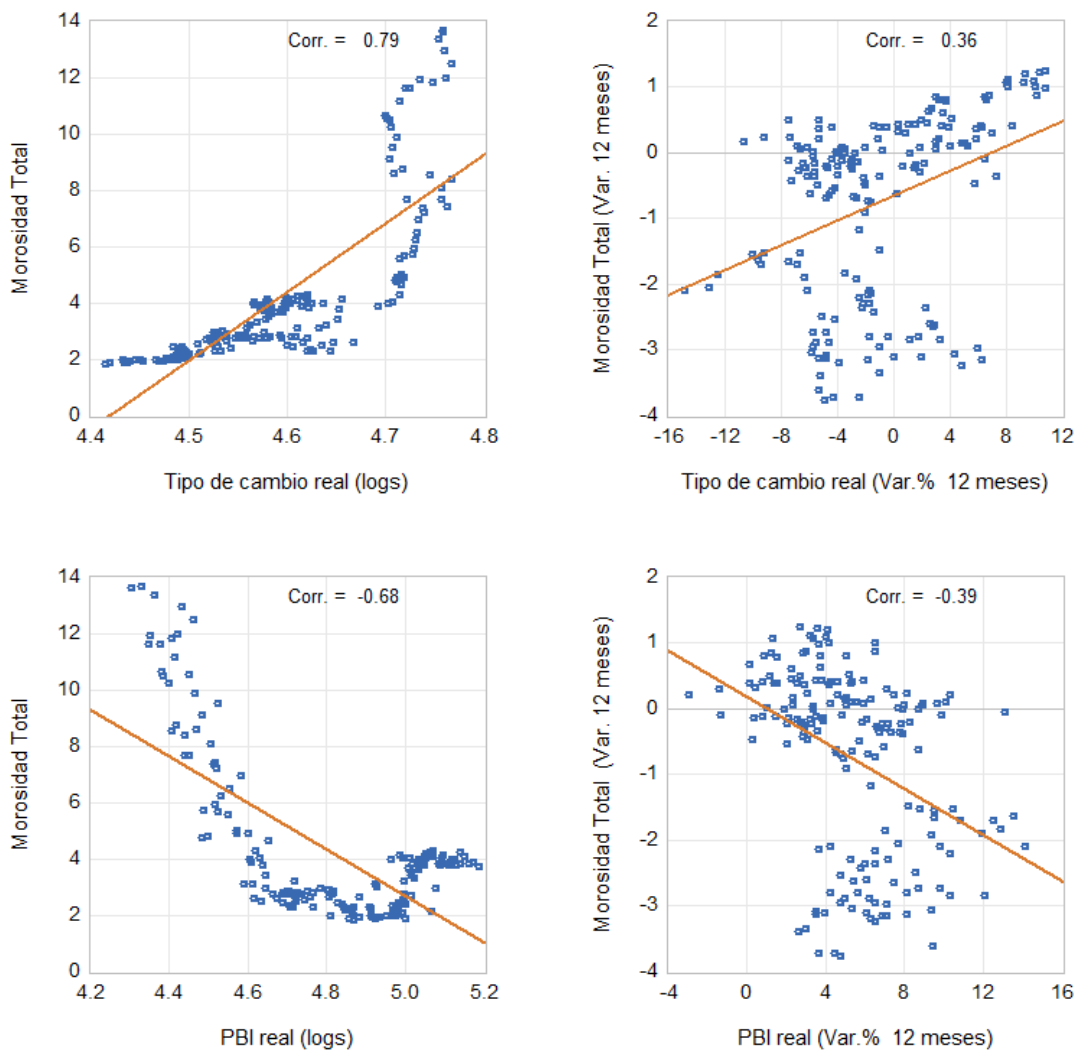 Corr. = 0.79
Morosidad Total
14
12
10
8
6
4
2
0
4.4 4.5 4.6 4.7 4.8
Tipo de cambio real (logs)
Corr. = 0.36
Morosidad Total (Var. 12 meses)
2
1
0
-1
-2
-3
-4
-16 -12 -8 -4 0 4 8 12
Tipo de cambio real (Var.% 12 meses)
Corr. = -0.68
Morosidad Total
14
12
10
8
6
4
2
0
4.2 4.4 4.6 4.8 5.0 5.2
PBI real (logs)
Corr. = -0.39
Morosidad Total (Var. 12 meses)
2
1
0
-1
-2
-3
-4
-4 0 4 8 12 16
PBI real (Var.% 12 meses)